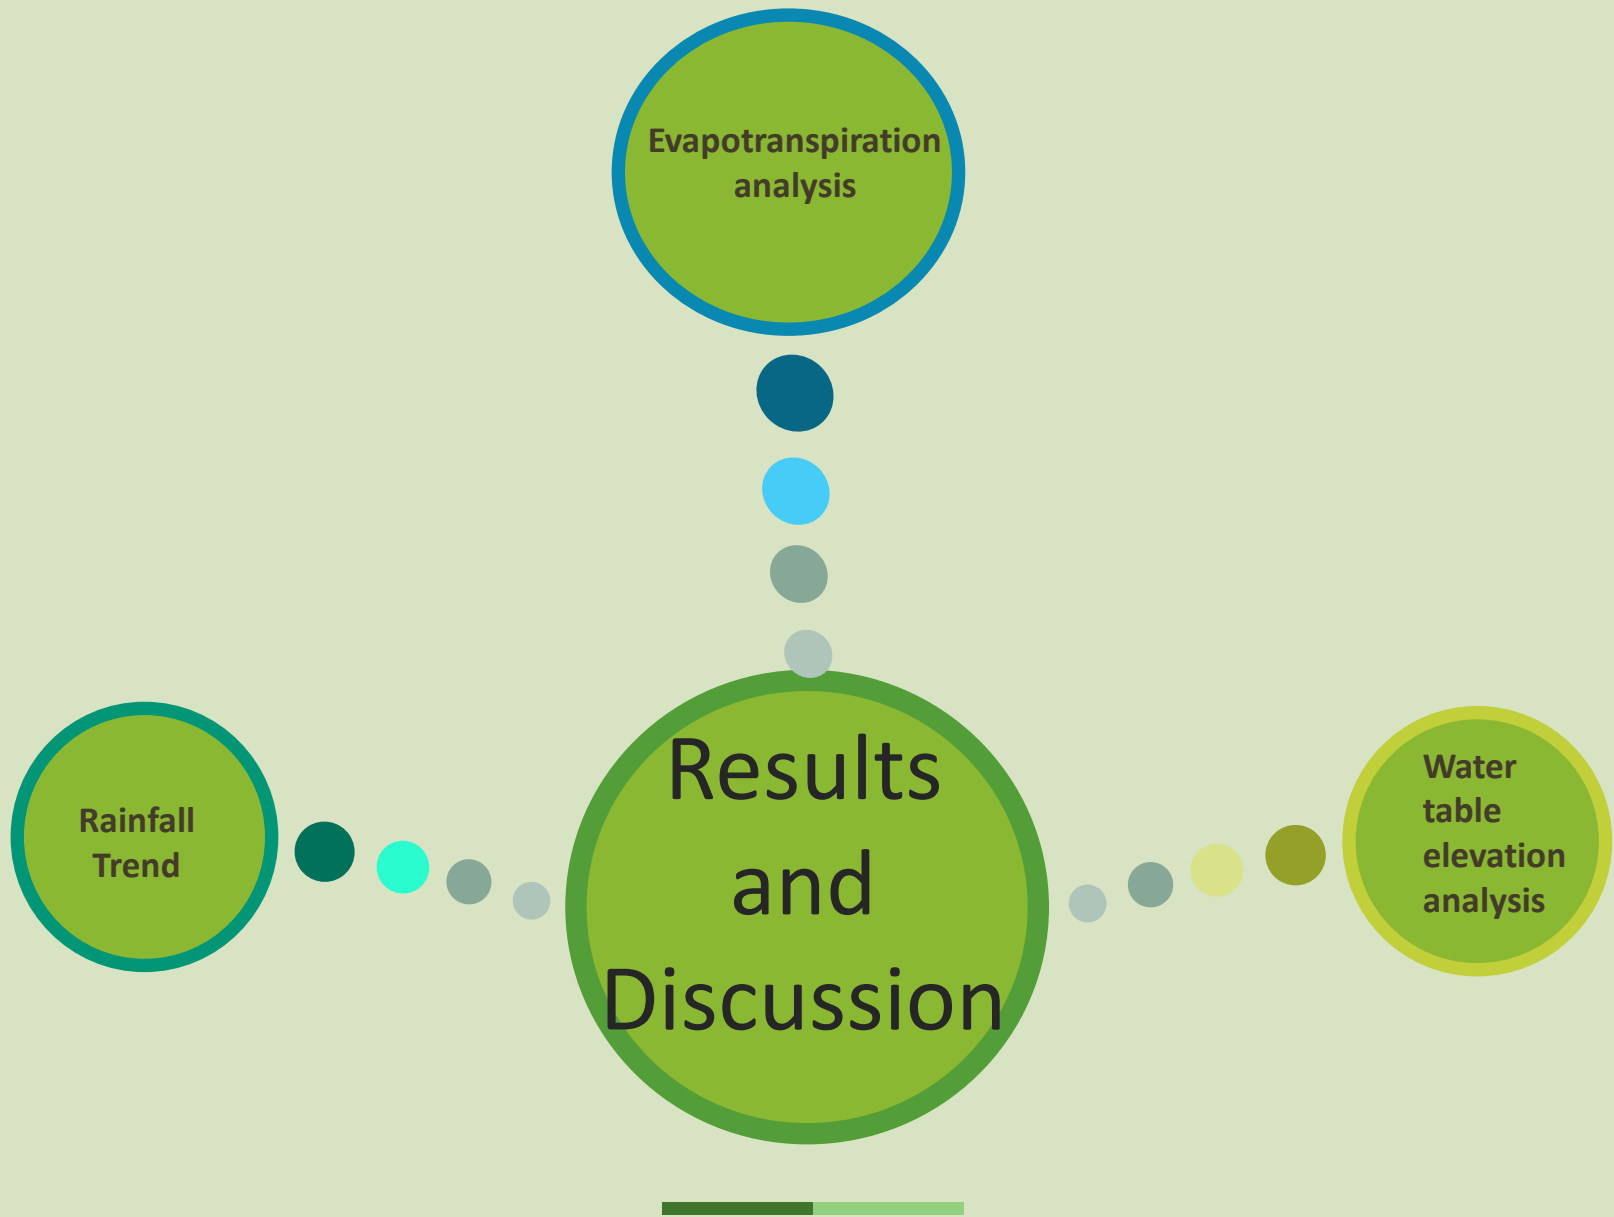 Evapotranspiration
analysis
Rainfall
Trend
Results
and
Discussion
Water
table
elevation
analysis